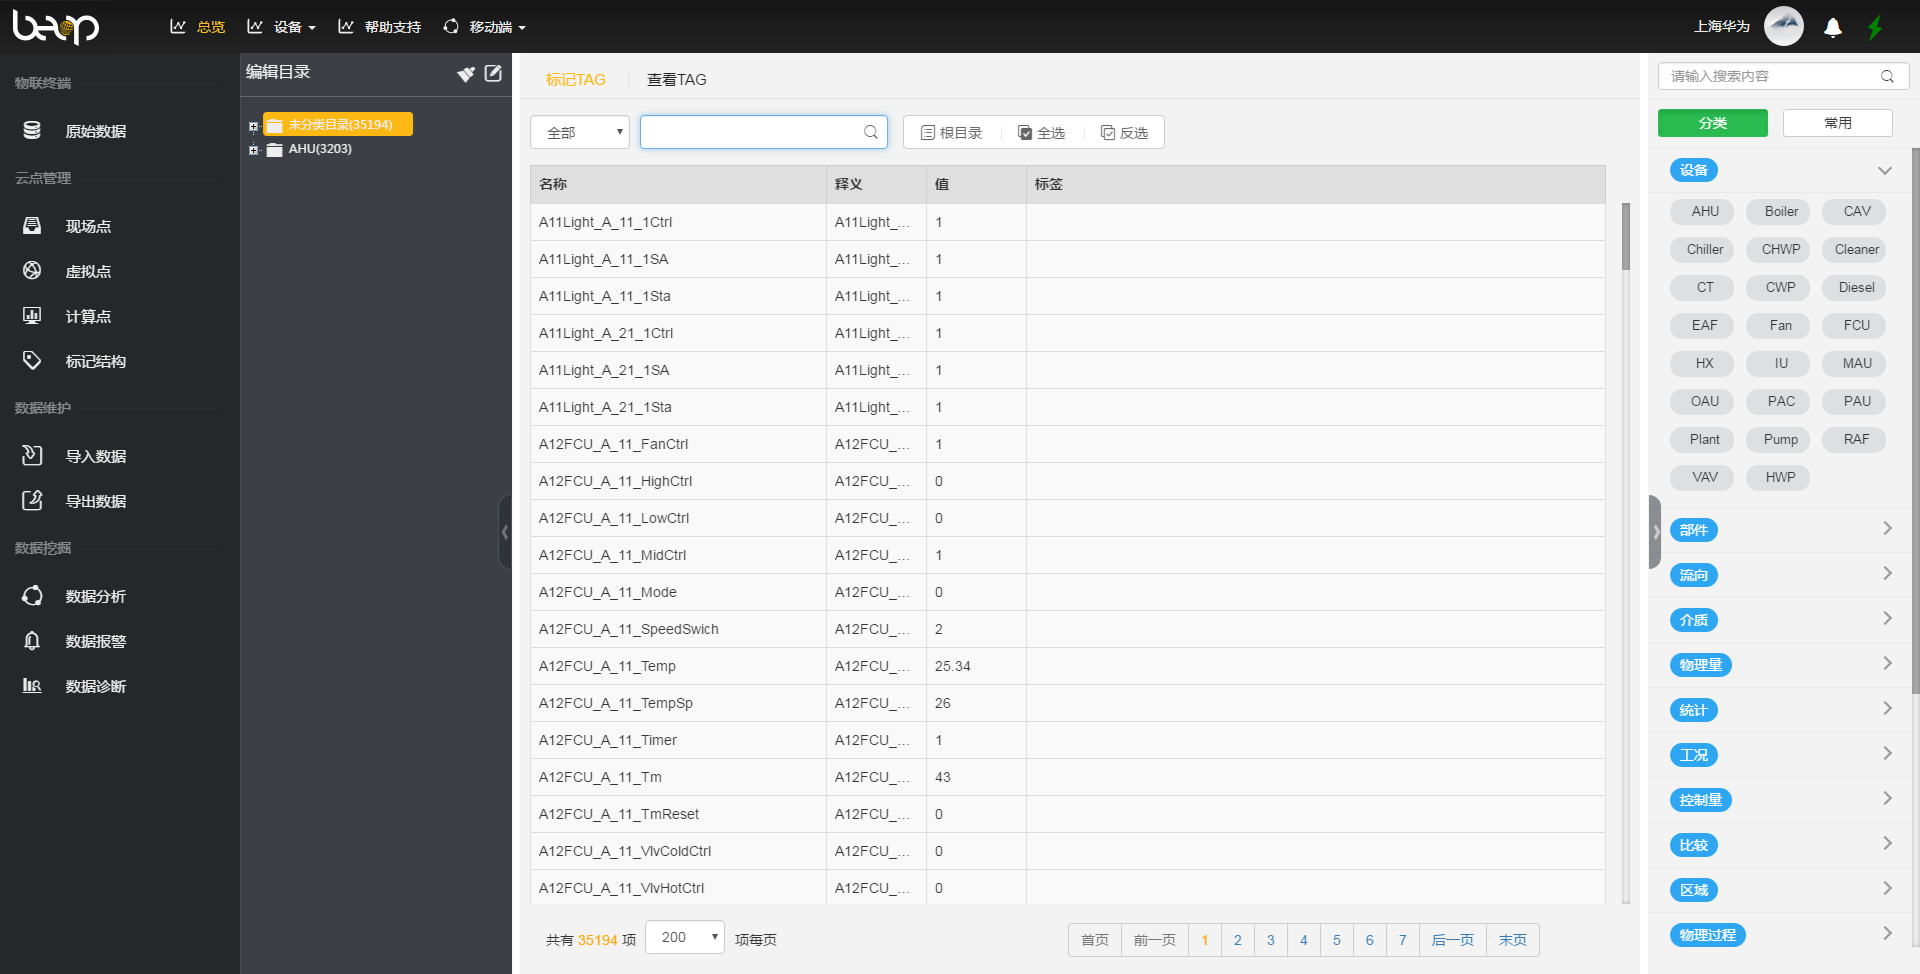 beop
总览
设备
帮助支持
移动端
上海华为
物联终端
原始数据
云点管理
现场点
虚拟点
计算点
标记结构
数据维护
导入数据
导出数据
数据挖掘
数据分析
数据报警
数据诊断
编辑目录
未分类目录(35194)
AHU(3203)
标记TAG
查看TAG
全部
根目录
全选
反选
名称 释义 值 标签
A11Light_A_11_1Ctrl A11Light_... 1
A11Light_A_11_1SA A11Light_... 1
A11Light_A_11_1Sta A11Light_... 1
A11Light_A_21_1Ctrl A11Light_... 1
A11Light_A_21_1SA A11Light_... 1
A11Light_A_21_1Sta A11Light_... 1
A12FCU_A_11_FanCtrl A12FCU_... 1
A12FCU_A_11_HighCtrl A12FCU_... 0
A12FCU_A_11_LowCtrl A12FCU_... 0
A12FCU_A_11_MidCtrl A12FCU_... 1
A12FCU_A_11_Mode A12FCU_... 0
A12FCU_A_11_SpeedSwich A12FCU_... 2
A12FCU_A_11_Temp A12FCU_... 25.34
A12FCU_A_11_TempSp A12FCU_... 26
A12FCU_A_11_Timer A12FCU_... 1
A12FCU_A_11_Tm A12FCU_... 43
A12FCU_A_11_TmReset A12FCU_... 0
A12FCU_A_11_VlvColdCtrl A12FCU_... 0
A12FCU_A_11_VlvHotCtrl A12FCU_... 0
共有 35194 项 200 项每页
首页 前一页 1 2 3 4 5 6 7 后一页 末页
请输入搜索内容
分类 常用
设备
AHU Boiler CAV
Chiller CHWP Cleaner
CT CWP Diesel
EAF Fan FCU
HX IU MAU
OAU PAC PAU
Plant Pump RAF
VAV HWP
部件
流向
介质
物理量
统计
工况
控制量
比较
区域
物理过程